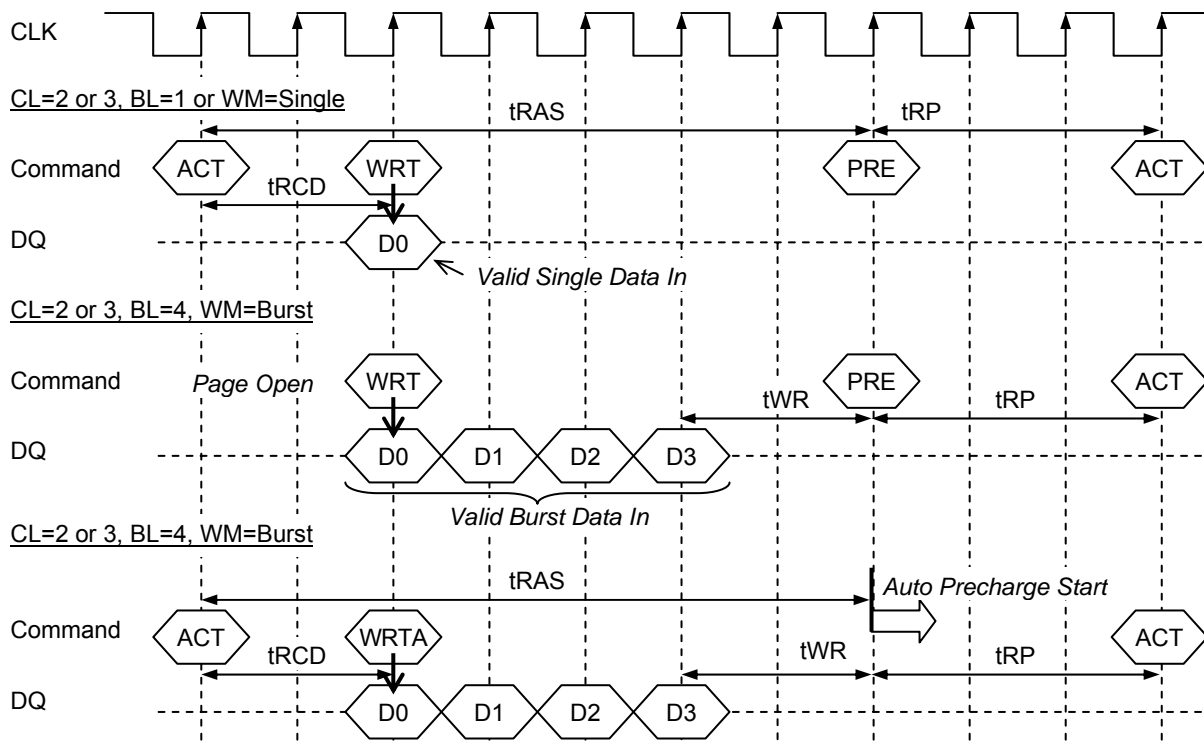 CLK
CL=2 or 3, BL=1 or WM=Single
tRAS tRP
Command ACT WRT PRE ACT
tRCD
DQ D0
Valid Single Data In
CL=2 or 3, BL=4, WM=Burst
Command Page Open WRT PRE ACT
tWR tRP
DQ D0 D1 D2 D3
Valid Burst Data In
CL=2 or 3, BL=4, WM=Burst
tRAS Auto Precharge Start
Command ACT WRTA ACT
tRCD tWR tRP
DQ D0 D1 D2 D3